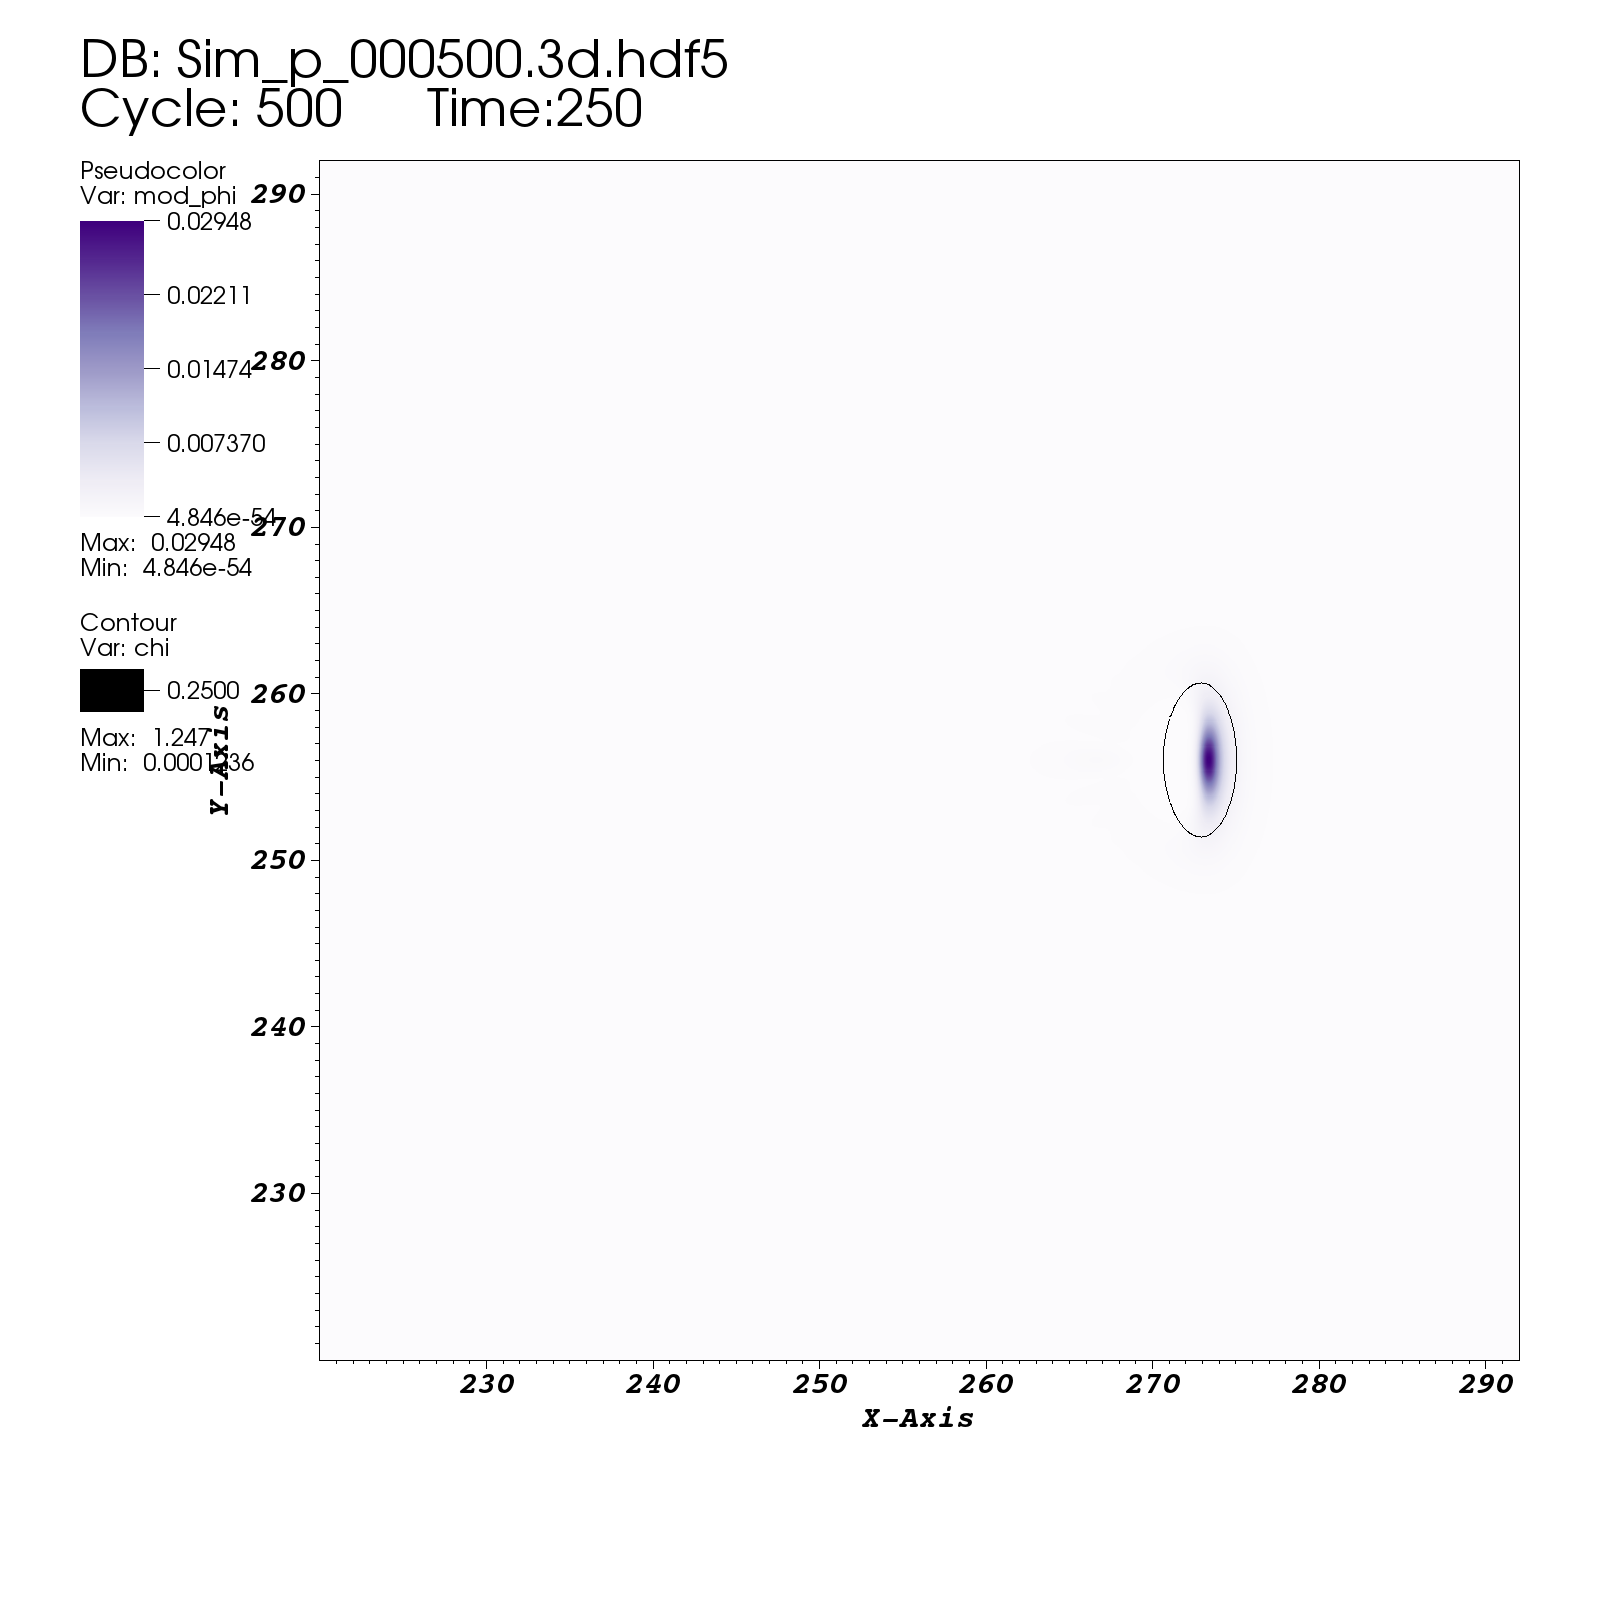 DB: Sim_p_000500.3d.hdf5
Cycle: 500 Time:250
Pseudocolor
Var: mod_phi
0.02948
0.02211
0.01474
0.007370
4.846e-54
Max: 0.02948
Min: 4.846e-54
Contour
Var: chi
0.2500
Max: 1.247
290
280
270
260
250
240
230
Y-Axis
230 240 250 260 270 280 290
X-Axis